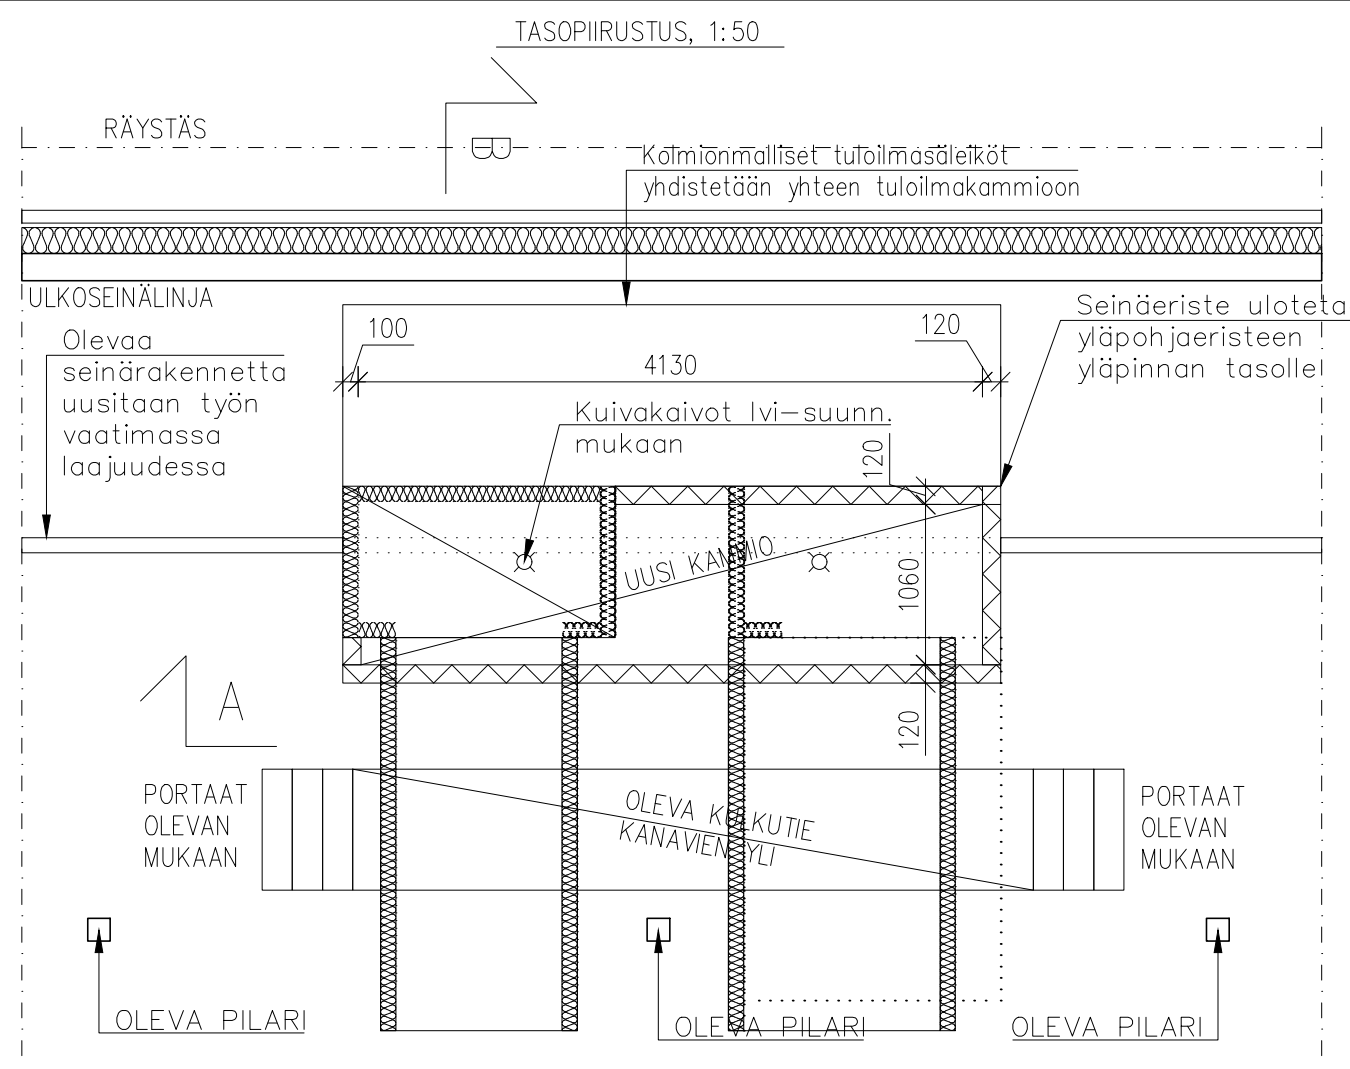 TASOPIIRUSTUS, 1:50
RÄYSTÄS
B
Kolmionmalliset tuloilmasäleiköt
yhdistetään yhteen tuloilmakammioon
ULKOSEINÄLINJA
Olevaa
seinärakennetta
uusitaan työn
vaatimassa
laajuudessa
100
4130
120
Seinäeriste uloteta
yläpohjaeristeen
yläpinnan tasolle
Kuivakaivot lvi-suunn.
mukaan
120
UUSI KAMMIO
1060
120
A
PORTAAT
OLEVAN
MUKAAN
OLEVA KULKUTIE
KANAVIEN YLI
PORTAAT
OLEVAN
MUKAAN
OLEVA PILARI
OLEVA PILARI
OLEVA PILARI